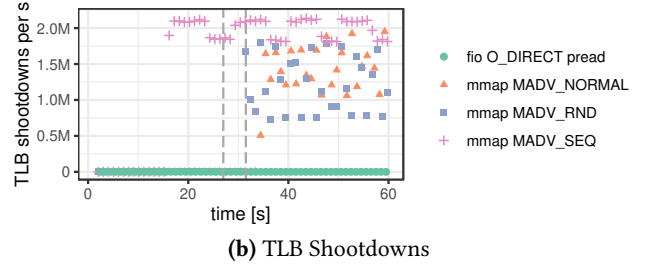 TLB shootdowns per s
2.0M
1.5M
1.0M
0.5M
0
0 20 40 60
time [s]
fio O_DIRECT pread
mmap MADV_NORMAL
mmap MADV_RND
mmap MADV_SEQ
(b) TLB Shootdowns